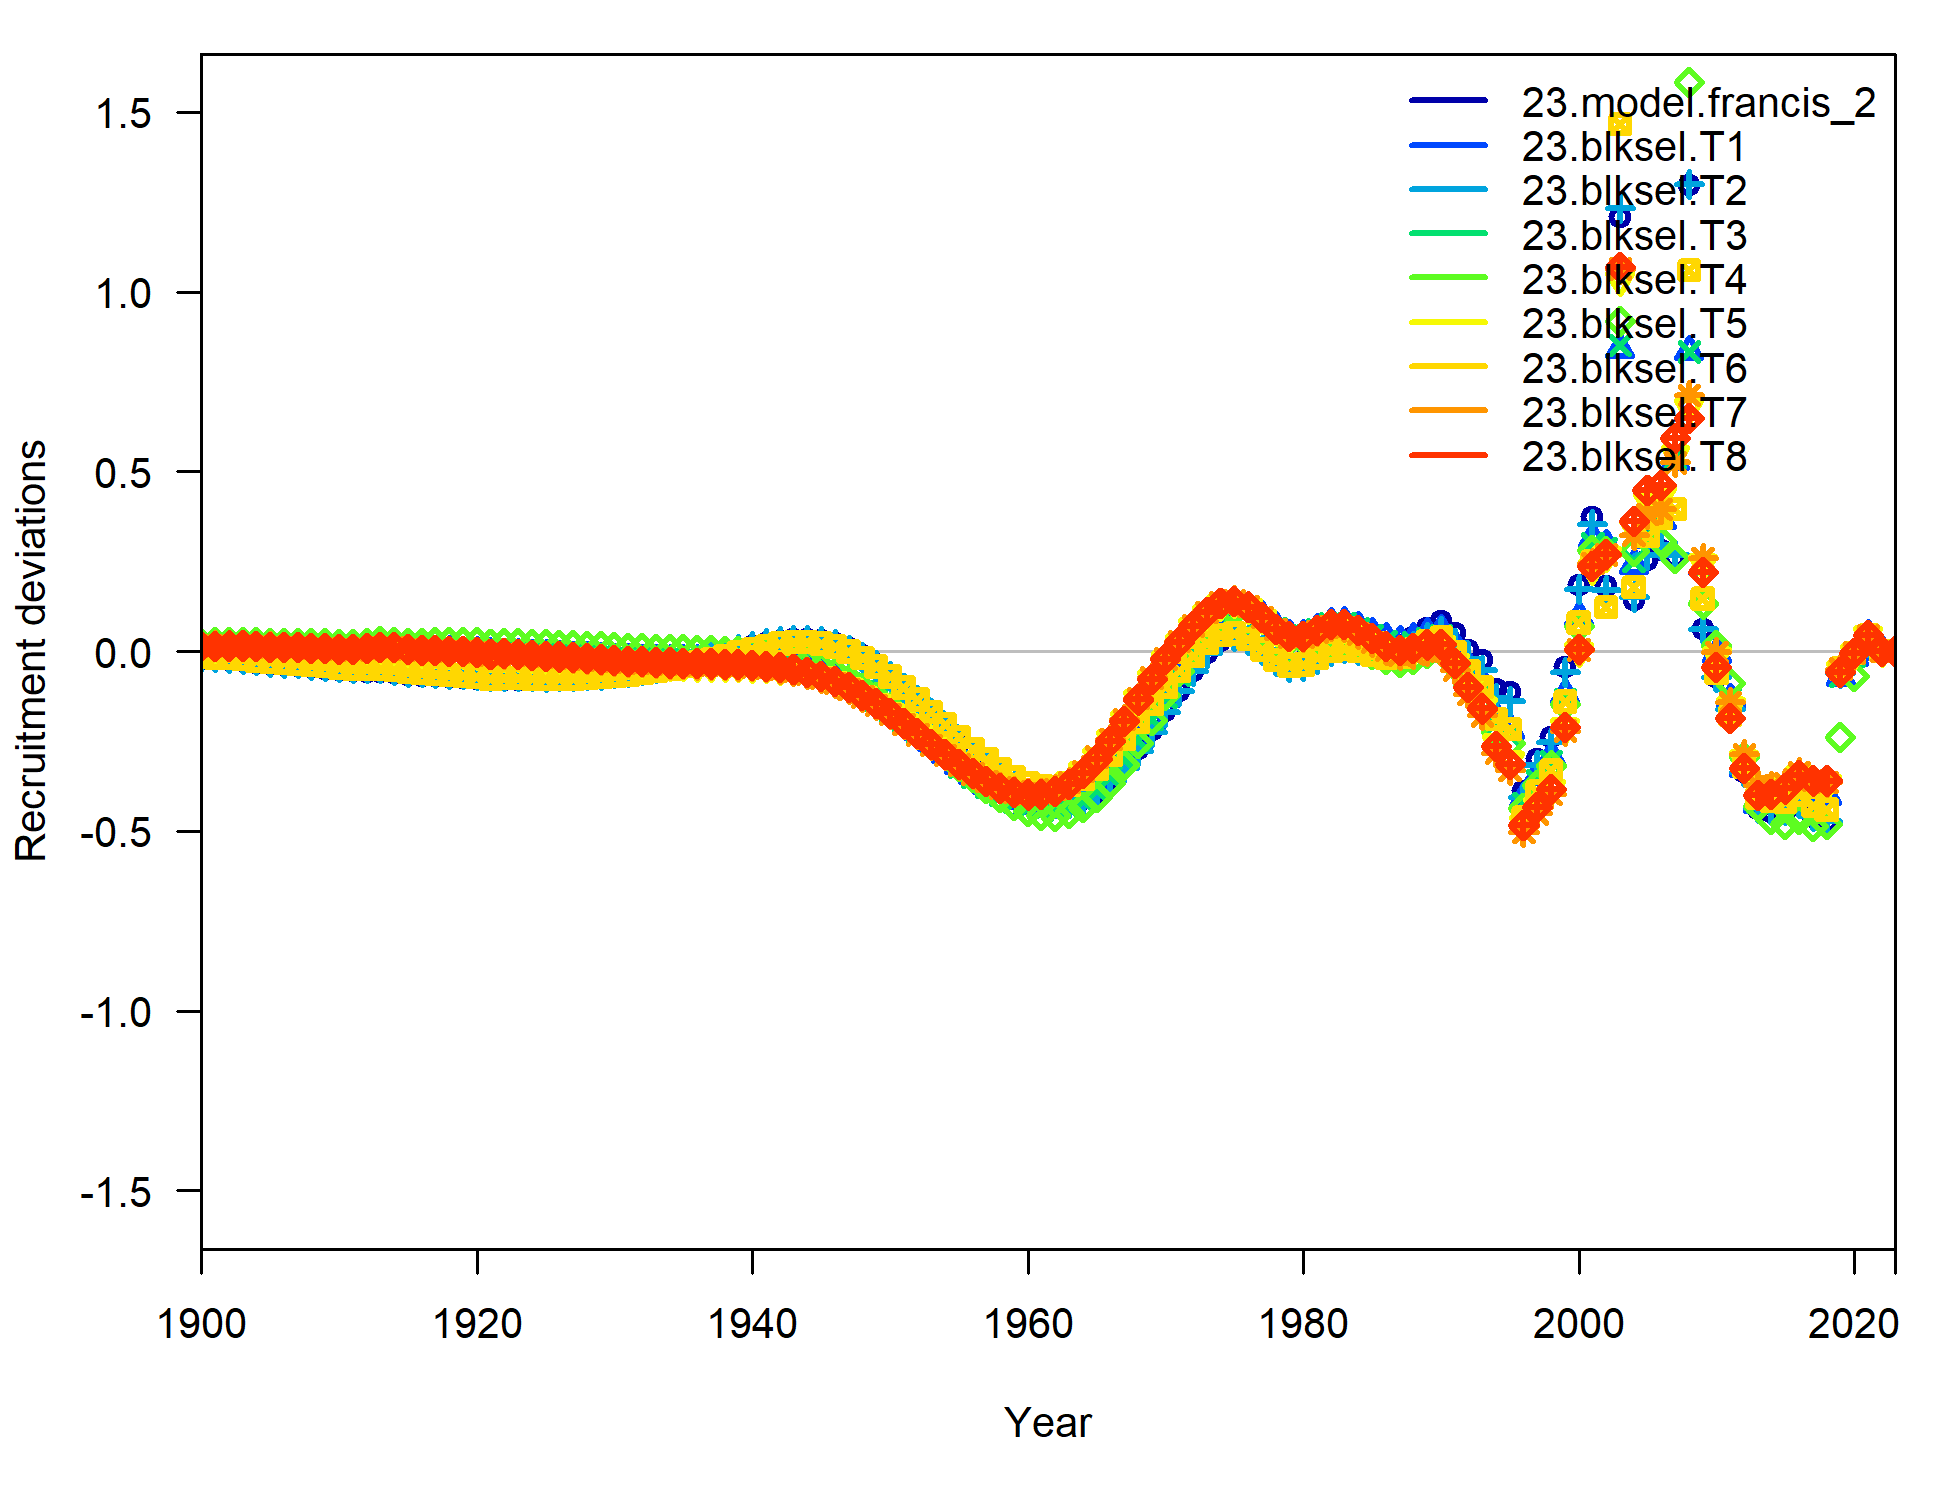 1.5
1.0
0.5
0.0
-0.5
-1.0
-1.5
Recruitment deviations
23.model.francis_2
23.blksel.T1
23.blksel.T2
23.blksel.T3
23.blksel.T4
23.blksel.T5
23.blksel.T6
23.blksel.T7
23.blksel.T8
1900 1920 1940 1960 1980 2000 2020
Year